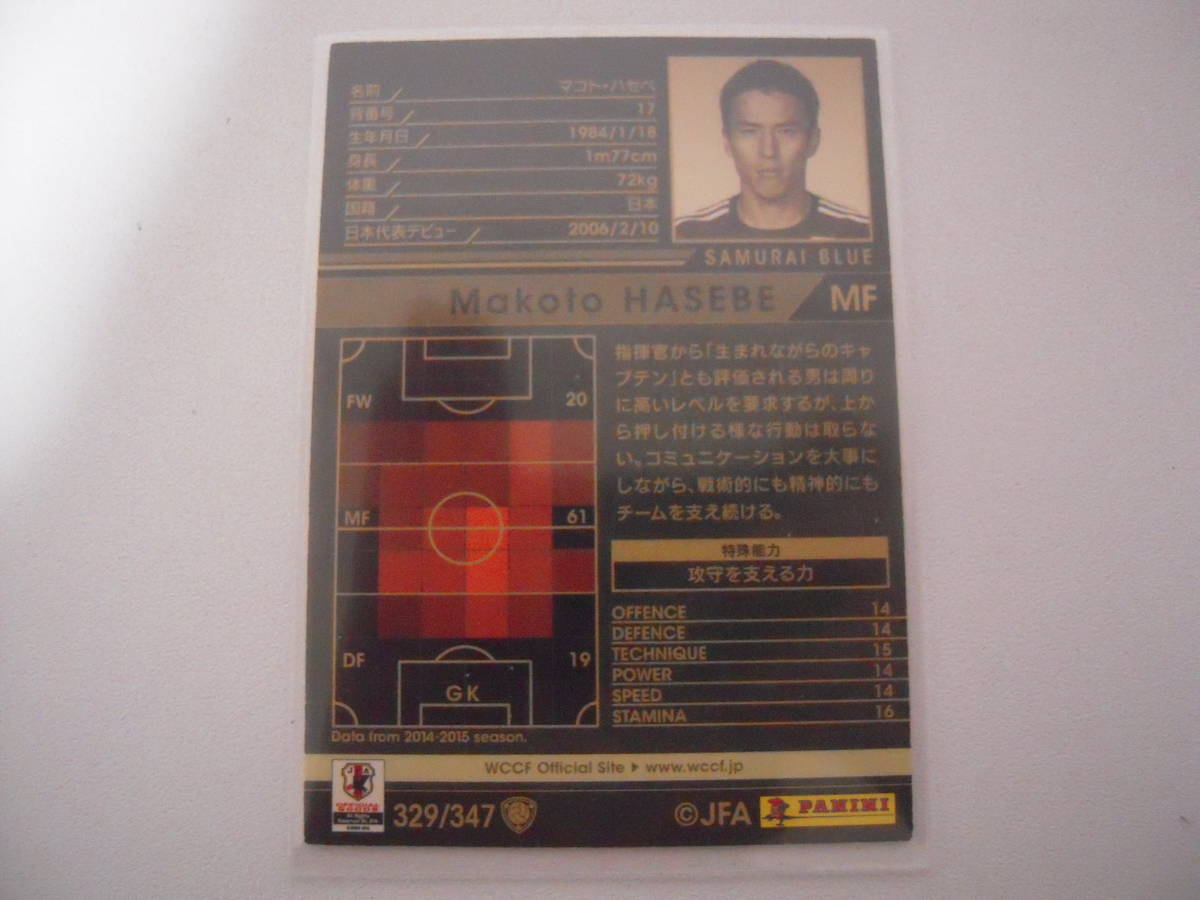 名前 マコト・ハセベ
背番号 17
生年月日 1984/1/18
身長 1m77cm
体重 72kg
国籍 日本
日本代表デビュー 2006/2/10
SAMURAI BLUE
Makoto HASEBE MF
FW 20
MF 61
DF 19
GK
Data from 2014-2015 season.
指揮官から「生まれながらのキャ
プテン」とも評価される男は周り
に高いレベルを要求するが、上か
ら押し付ける様な行動は取らな
い。コミュニケーションを大事に
しながら、戦術的にも精神的にも
チームを支え続ける。
特殊能力
攻守を支える力
OFFENCE 14
DEFENCE 14
TECHNIQUE 15
POWER 14
SPEED 14
STAMINA 16
WCCF Official Site ▶ www.wccf.jp
JFA
OFFICIAL
GOODS
329/347
©JFA
PANINI